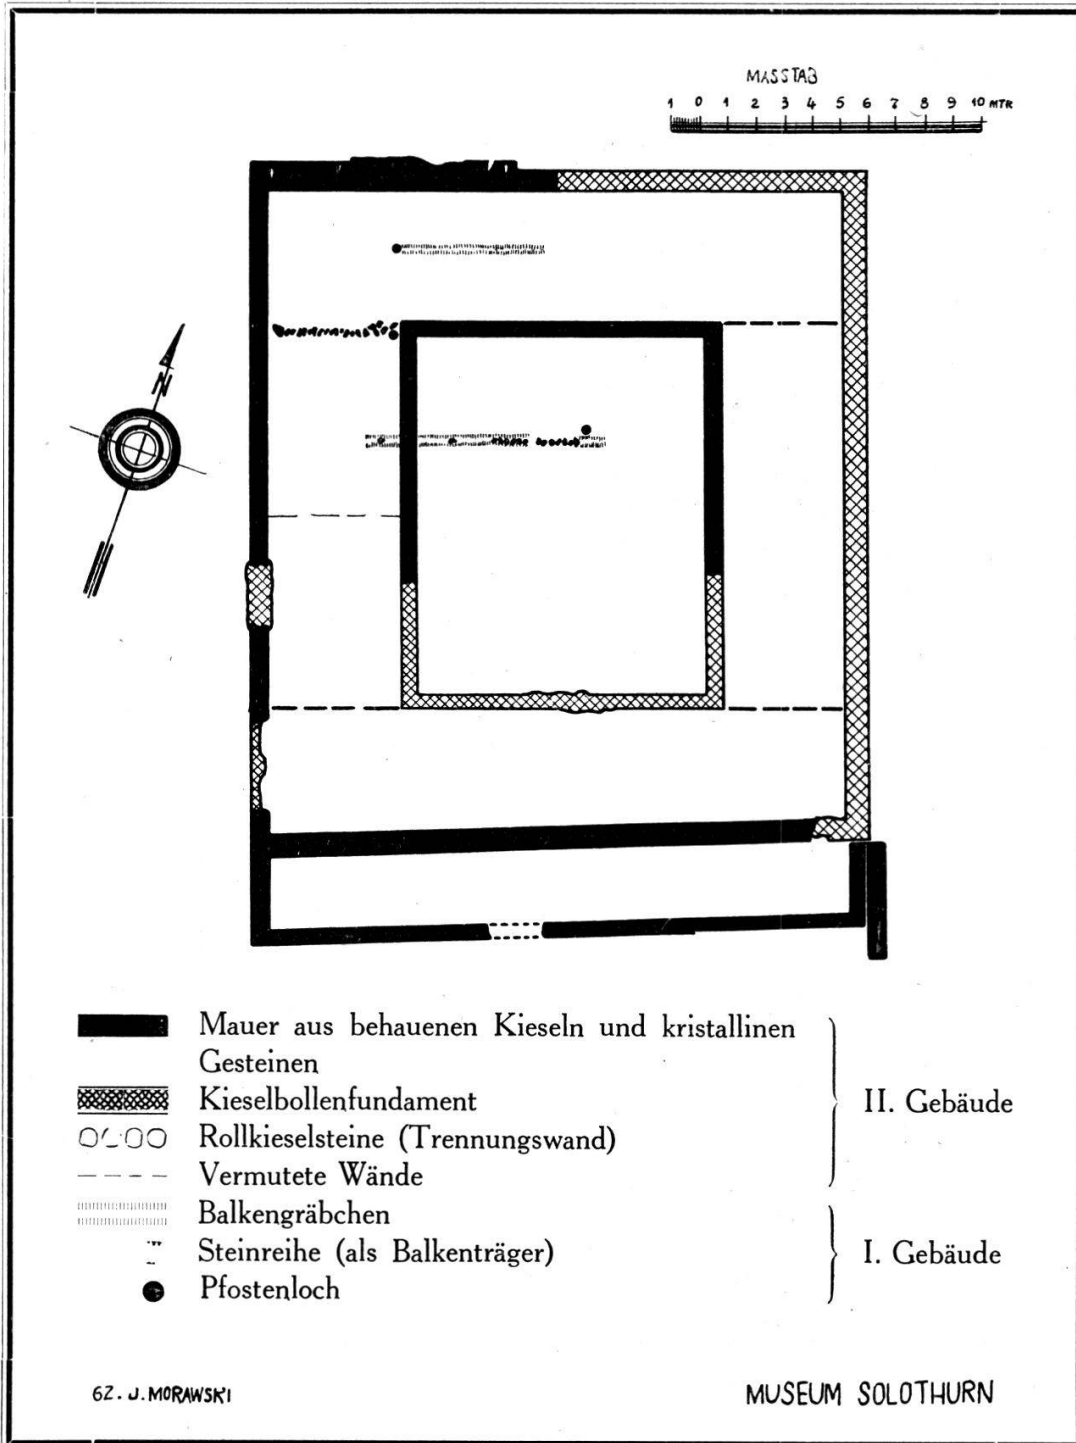 MASSTAB
1 0 1 2 3 4 5 6 7 8 9 10 MTR
N
Mauer aus behauenen Kieseln und kristallinen
Gesteinen
Kieselbollenfundament
II. Gebäude
Rollkieselsteine (Trennungswand)
Vermutete Wände
Balkengräbchen
Steinreihe (als Balkenträger)
I. Gebäude
Pfostenloch
62. J. MORAWSKI
MUSEUM SOLOTHURN